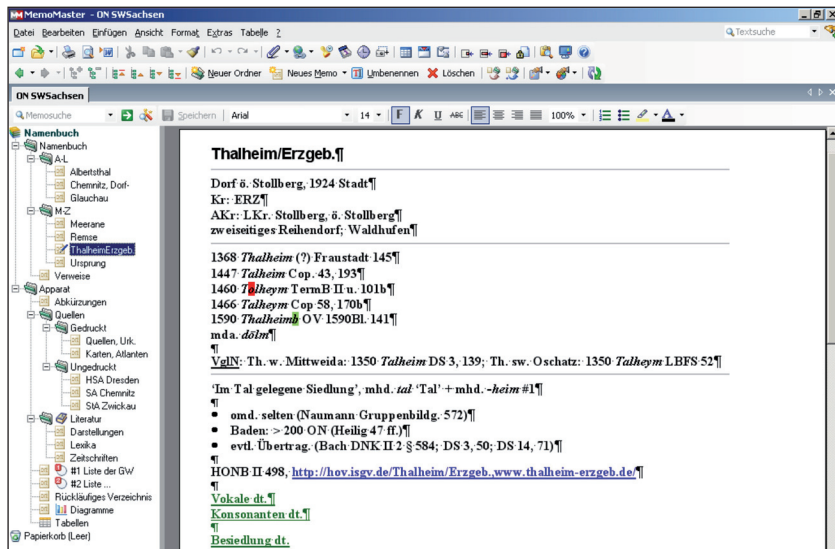 MemoMaster - ON SWSachsen
Datei Bearbeiten Einfügen Ansicht Format Extras Tabelle ?
Textsuche
Neuer Ordner Neues Memo Umbenennen Löschen
ON SWSachsen
Memosuche Speichern Arial 14 F K U ABC 100%
Namenbuch
Namenbuch
A-L
Albertsthal
Chemnitz, Dorf-
Glauchau
M-Z
Meerane
Remse
ThalheimErzgeb.
Ursprung
Verweise
Apparat
Abkürzungen
Quellen
Gedruckt
Quellen, Urk.
Karten, Atlanten
Ungedruckt
HSA Dresden
SA Chemnitz
StA Zwickau
Literatur
Darstellungen
Lexika
Zeitschriften
#1 Liste der GW
#2 Liste ...
Rückläufiges Verzeichnis
Diagramme
Tabellen
Papierkorb (Leer)
Thalheim/Erzgeb.¶
Dorf ö. Stollberg, 1924 Stadt¶
Kr: ERZ¶
AKr: LKr. Stollberg, ö. Stollberg¶
zweiseitiges Reihendorf; Waldhufen¶
1368 Thalheim (?) Fraustadt 145¶
1447 Talheim Cop. 43, 193¶
1460 Tolheym TermB II u. 101b¶
1466 Talheym Cop 58, 170b¶
1590 Thalheimb OV 1590Bl. 141¶
mda. dōlm¶
¶
VglN: Th. w. Mittweida: 1350 Talheim DS 3, 139; Th. sw. Oschatz: 1350 Talheym LBFS 52¶
‘Im Tal gelegene Siedlung’, mhd. tal ‘Tal’ + mhd. -heim #1¶
¶
• omd. selten (Naumann Gruppenbildg. 572)¶
• Baden: > 200 ON (Heilig 47 ff.)¶
• evtl. Übertrag. (Bach DNK II 2 § 584; DS 3, 50; DS 14, 71)¶
HONB II 498, http://hov.isgv.de/Thalheim/Erzgeb.,www.thalheim-erzgeb.de/¶
¶
Vokale dt.¶
Konsonanten dt.¶
¶
Besiedlung dt.